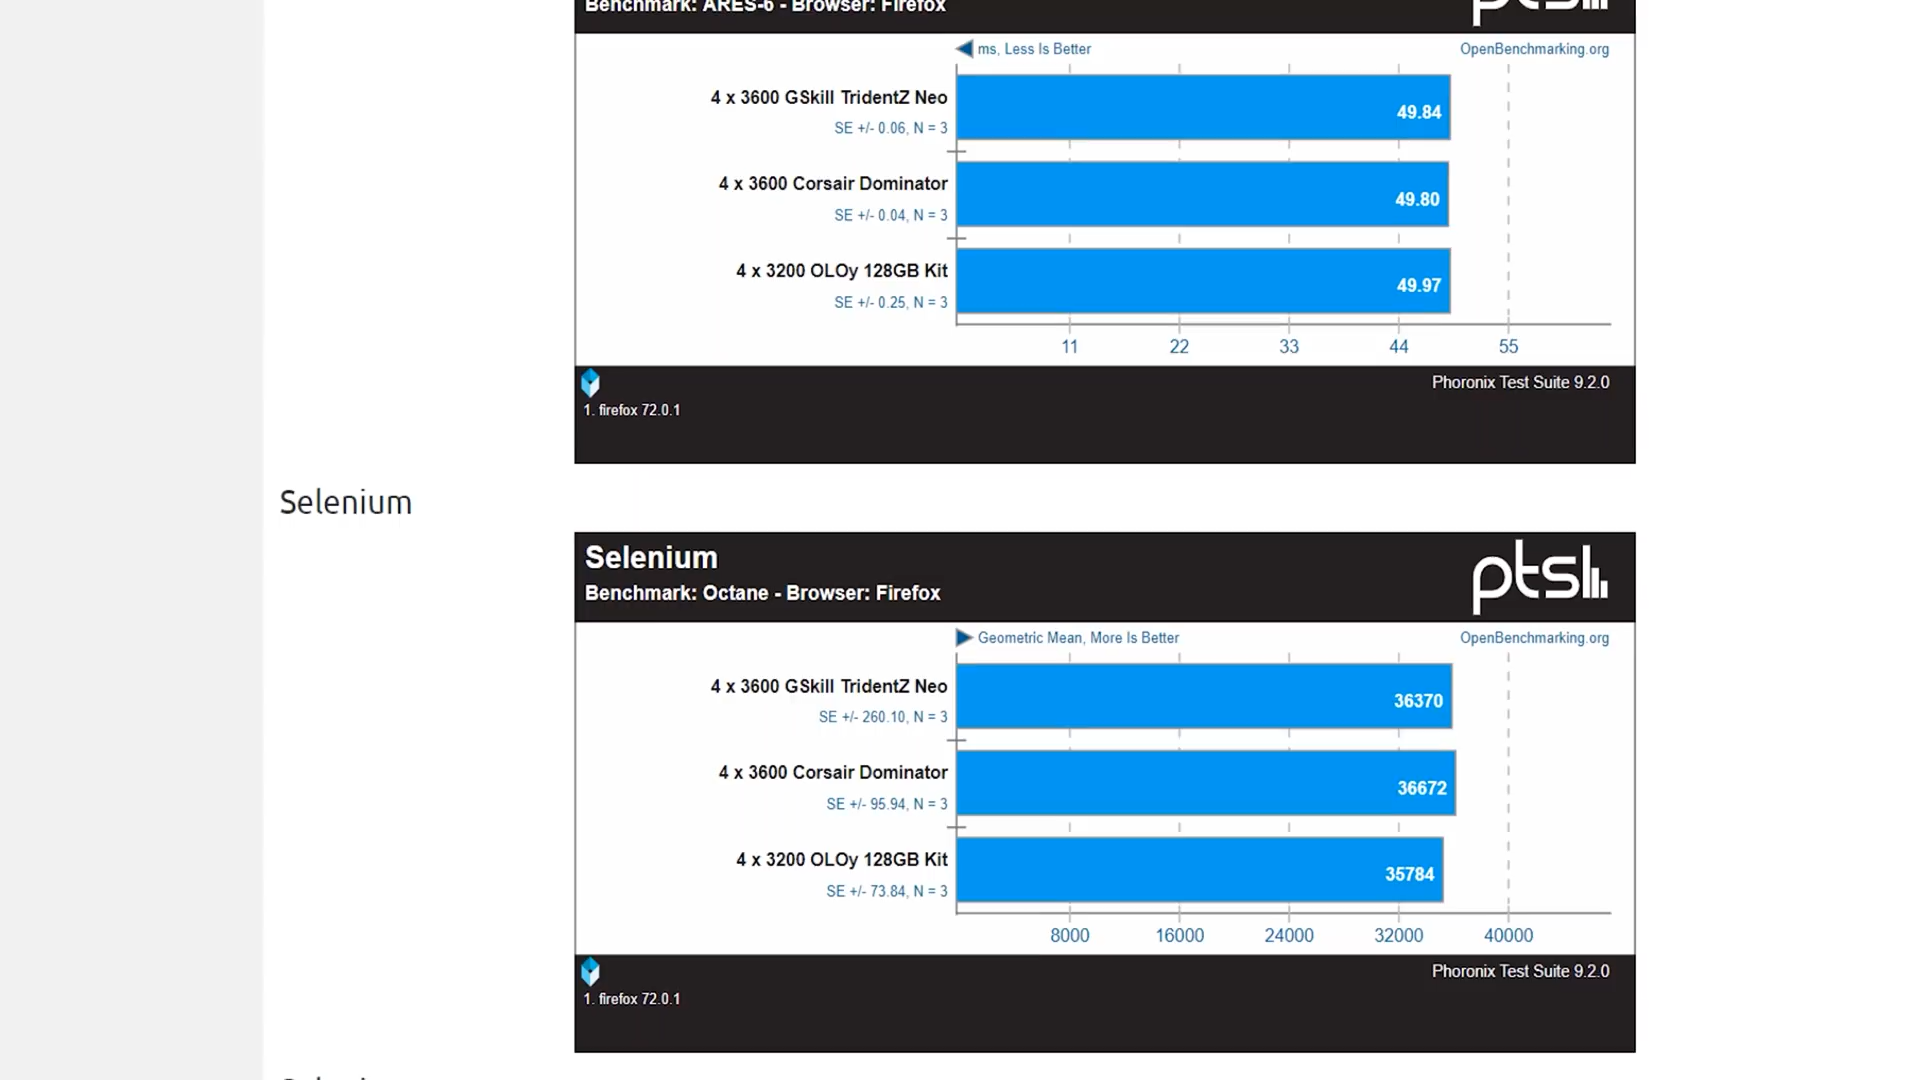 Benchmark: ARES-6 - Browser: Firefox
ptsl
ms, Less Is Better
OpenBenchmarking.org
4 x 3600 GSkill TridentZ Neo
SE +/- 0.06, N = 3
49.84
4 x 3600 Corsair Dominator
SE +/- 0.04, N = 3
49.80
4 x 3200 OLOy 128GB Kit
SE +/- 0.25, N = 3
49.97
11 22 33 44 55
Phoronix Test Suite 9.2.0
1. firefox 72.0.1
Selenium
Selenium
Benchmark: Octane - Browser: Firefox
ptsl
Geometric Mean, More Is Better
OpenBenchmarking.org
4 x 3600 GSkill TridentZ Neo
SE +/- 260.10, N = 3
36370
4 x 3600 Corsair Dominator
SE +/- 95.94, N = 3
36672
4 x 3200 OLOy 128GB Kit
SE +/- 73.84, N = 3
35784
8000 16000 24000 32000 40000
Phoronix Test Suite 9.2.0
1. firefox 72.0.1